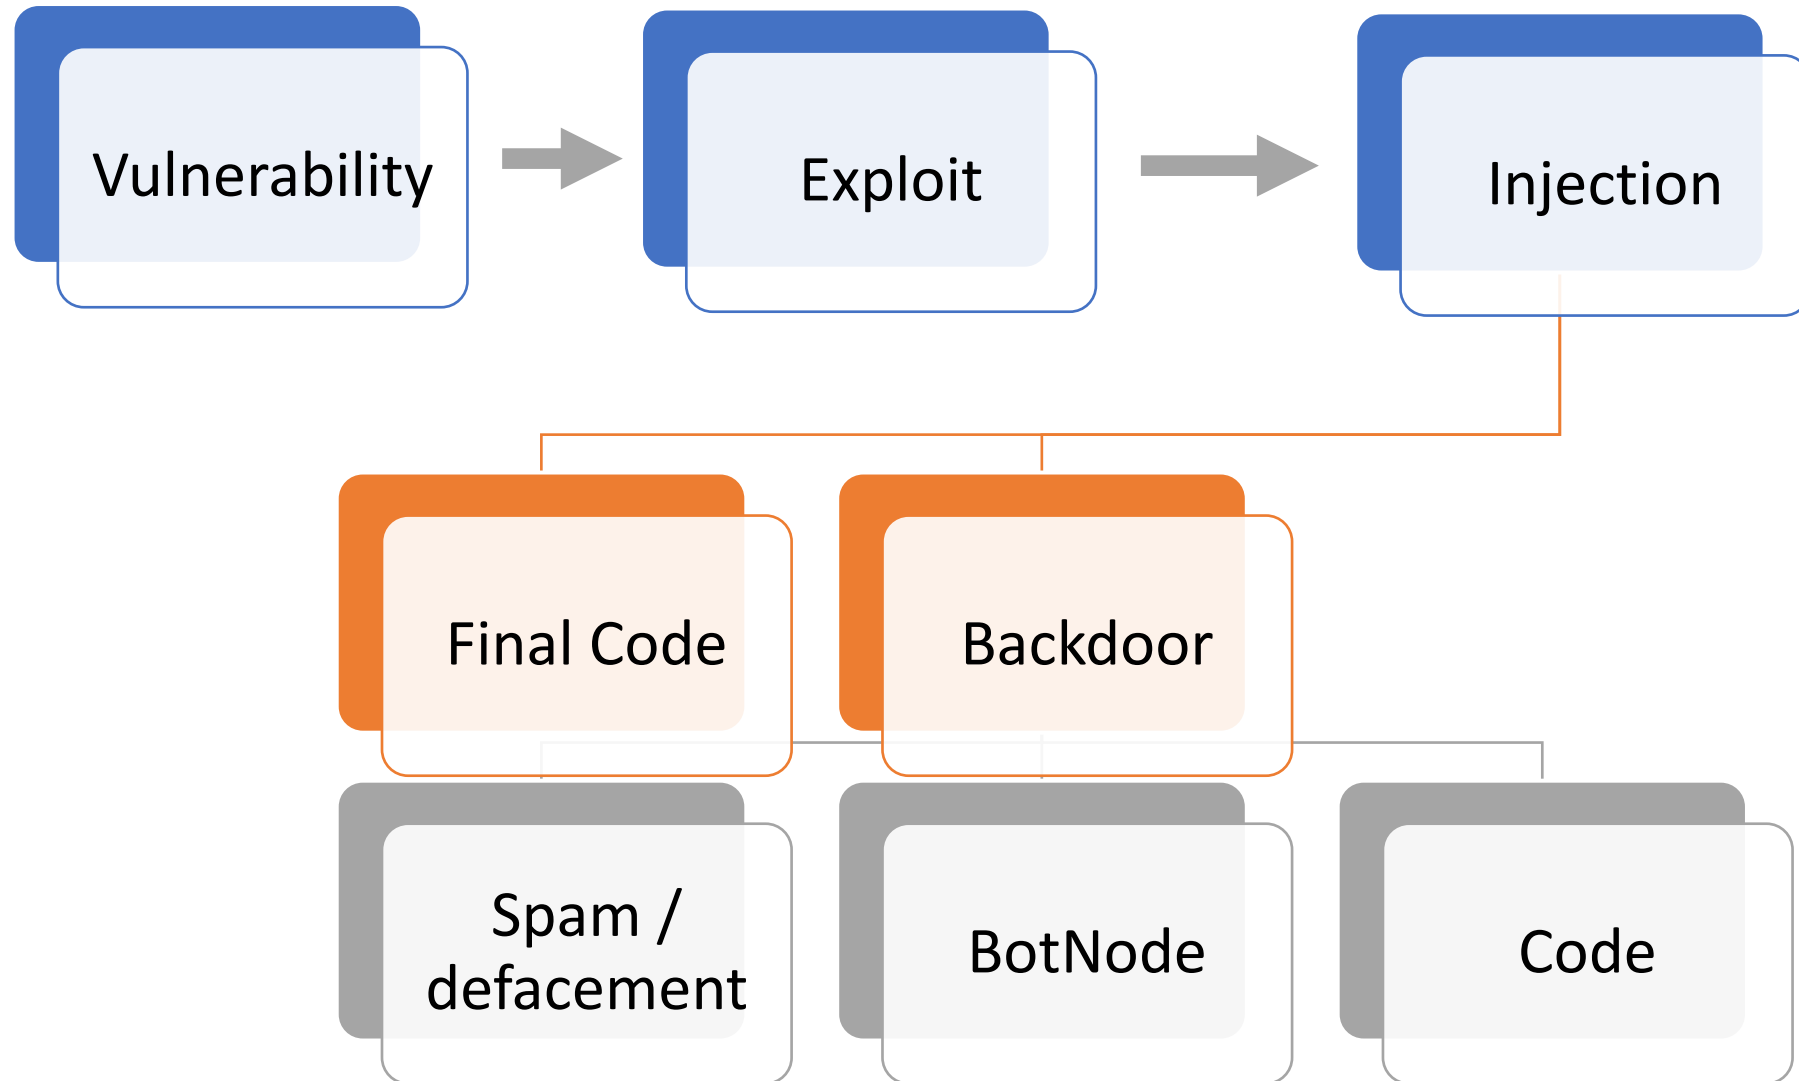 Vulnerability
Exploit
Injection
Final Code
Backdoor
Spam /
defacement
BotNode
Code